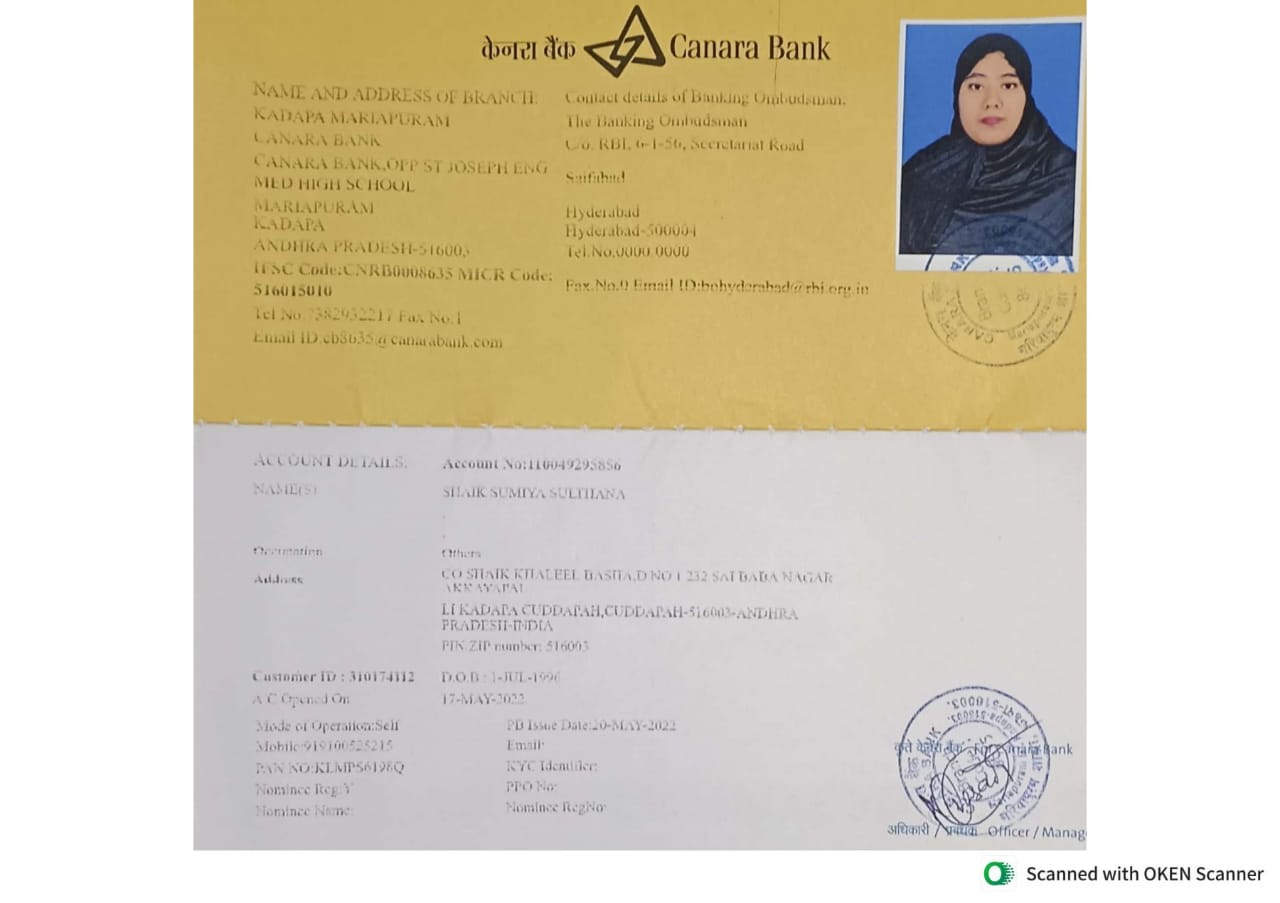 केनरा बैंक Canara Bank
NAME AND ADDRESS OF BRANCH:
KADAPA MARIAPURAM
CANARA BANK
CANARA BANK,OPP ST JOSEPH ENG
MED HIGH SCHOOL
MARIAPURAM
KADAPA
ANDHRA PRADESH-516003
IFSC Code:CNRB0008635 MICR Code:
516015010
Tel No.7382932217 Fax No:1
Email ID:cb8635@canarabank.com
Contact details of Banking Ombudsman:
The Banking Ombudsman
C/o. RBI, 6-1-56, Secretariat Road
Saifabad
Hyderabad
Hyderabad-500004
Tel.No.0000 0000
Fax.No.0 Email ID:bohyderabad@rbi.org.in
ACCOUNT DETAILS: Account No:110049295856
NAME(S) SHAIK SUMIYA SULTHANA
Occupation Others
Address CO SHAIK KHALEEL BASHA,D NO 1 232 SAI BABA NAGAR
AKKAYAPAL
LI KADAPA CUDDAPAH,CUDDAPAH-516003-ANDHRA
PRADESH-INDIA
PIN ZIP number: 516003
Customer ID : 310174112 D.O.B : 1-JUL-1996
A C Opened On 17-MAY-2022
Mode of Operation:Self PB Issue Date:20-MAY-2022
Mobile:919100525215 Email:
PAN NO:KLMPS6198Q KYC Identifier:
Nominee Reg:Y PPO No:
Nominee Name: Nominee RegNo:
कृते केनरा बैंक For Canara Bank
अधिकारी / प्रबंधक Officer / Manag
Scanned with OKEN Scanner